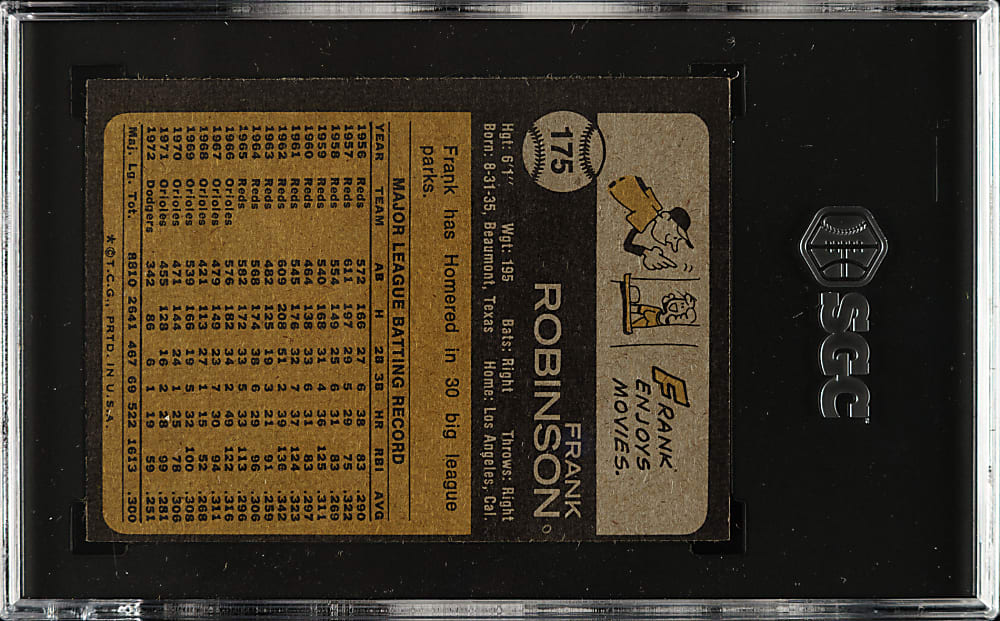 SGC
FRANK
ENJOYS
MOVIES.
175
FRANK
ROBINSON
Hgt: 6'1" Wgt: 195 Bats: Right Throws: Right
Born: 8-31-35, Beaumont, Texas Home: Los Angeles, Cal.
Frank has Homered in 30 big league
parks.
MAJOR LEAGUE BATTING RECORD
YEAR TEAM AB H 2B 3B HR RBI AVG
1956 Reds 572 166 27 6 38 83 .290
1957 Reds 611 197 29 5 29 75 .322
1958 Reds 554 149 25 6 31 83 .269
1959 Reds 540 168 31 4 36 125 .311
1960 Reds 464 138 33 6 31 83 .297
1961 Reds 545 176 32 7 37 124 .323
1962 Reds 609 208 51 2 39 136 .342
1963 Reds 482 125 19 3 21 91 .259
1964 Reds 568 174 38 6 29 96 .306
1965 Reds 582 172 33 5 33 113 .296
1966 Orioles 576 182 34 2 49 122 .316
1967 Orioles 479 149 23 7 30 94 .311
1968 Orioles 421 113 27 1 15 52 .268
1969 Orioles 539 166 19 5 32 100 .308
1970 Orioles 471 144 24 1 25 78 .306
1971 Orioles 455 128 16 2 28 99 .281
1972 Dodgers 342 86 6 1 19 59 .251
Maj. Lg. Tot. 8810 2641 467 69 522 1613 .300
* © T.C.G., PRTD. IN U.S.A.